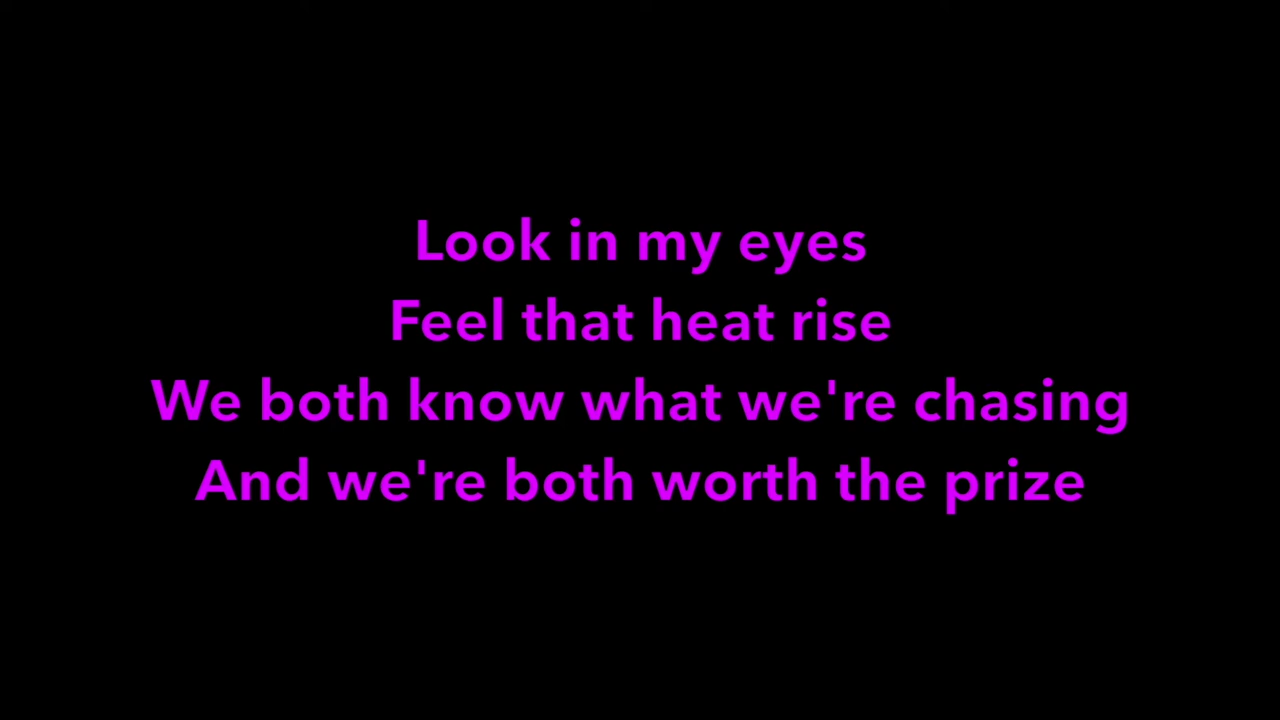 Look in my eyes
Feel that heat rise
We both know what we're chasing
And we're both worth the prize